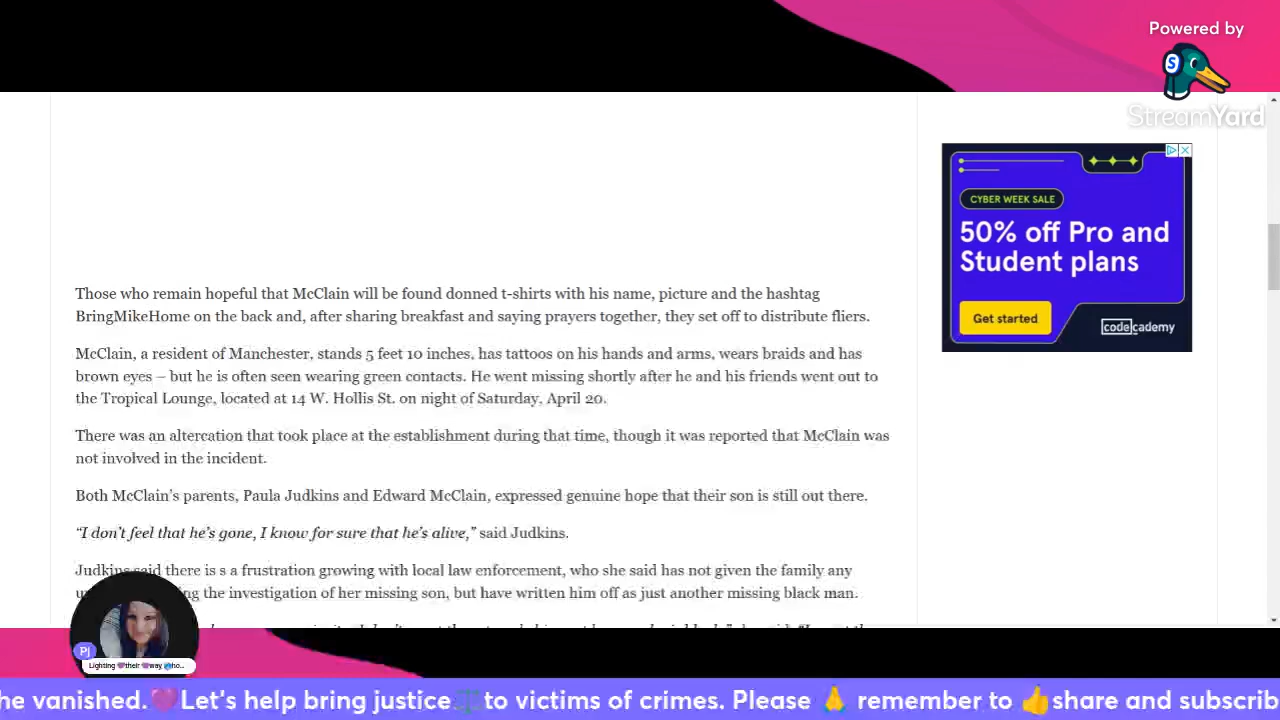 Powered by
StreamYard
CYBER WEEK SALE
50% off Pro and
Student plans
Get started
codecademy
Those who remain hopeful that McClain will be found donned t-shirts with his name, picture and the hashtag
BringMikeHome on the back and, after sharing breakfast and saying prayers together, they set off to distribute fliers.
McClain, a resident of Manchester, stands 5 feet 10 inches, has tattoos on his hands and arms, wears braids and has
brown eyes – but he is often seen wearing green contacts. He went missing shortly after he and his friends went out to
the Tropical Lounge, located at 14 W. Hollis St. on night of Saturday, April 20.
There was an altercation that took place at the establishment during that time, though it was reported that McClain was
not involved in the incident.
Both McClain's parents, Paula Judkins and Edward McClain, expressed genuine hope that their son is still out there.
“I don't feel that he's gone, I know for sure that he's alive,” said Judkins.
Judkins said there is s a frustration growing with local law enforcement, who she said has not given the family any
the investigation of her missing son, but have written him off as just another missing black man.
Pj
Lighting 💜their 💜way 🌎ho...
he vanished.💜Let's help bring justice⚖️to victims of crimes. Please 🙏 remember to 👍share and subscrib